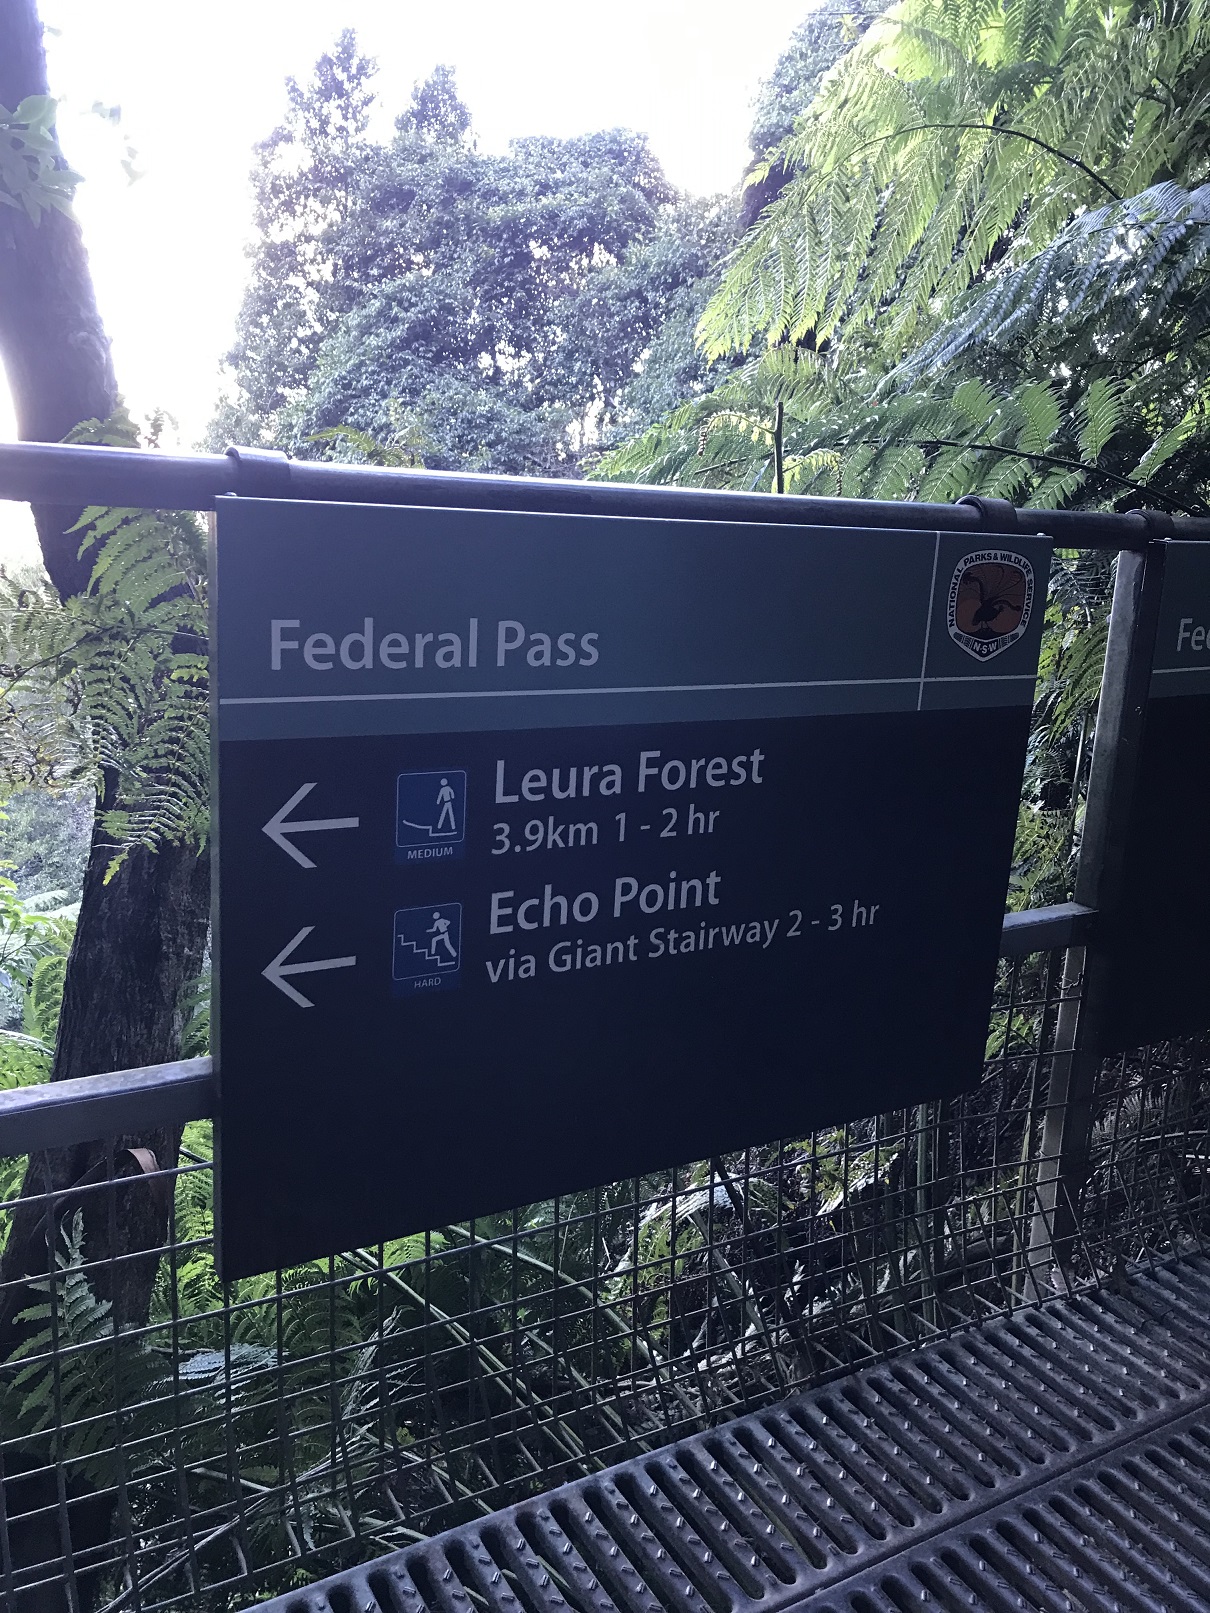 Federal Pass
NATIONAL PARKS & WILDLIFE SERVICE
N·S·W
Leura Forest
3.9km 1 - 2 hr
MEDIUM
Echo Point
via Giant Stairway 2 - 3 hr
HARD